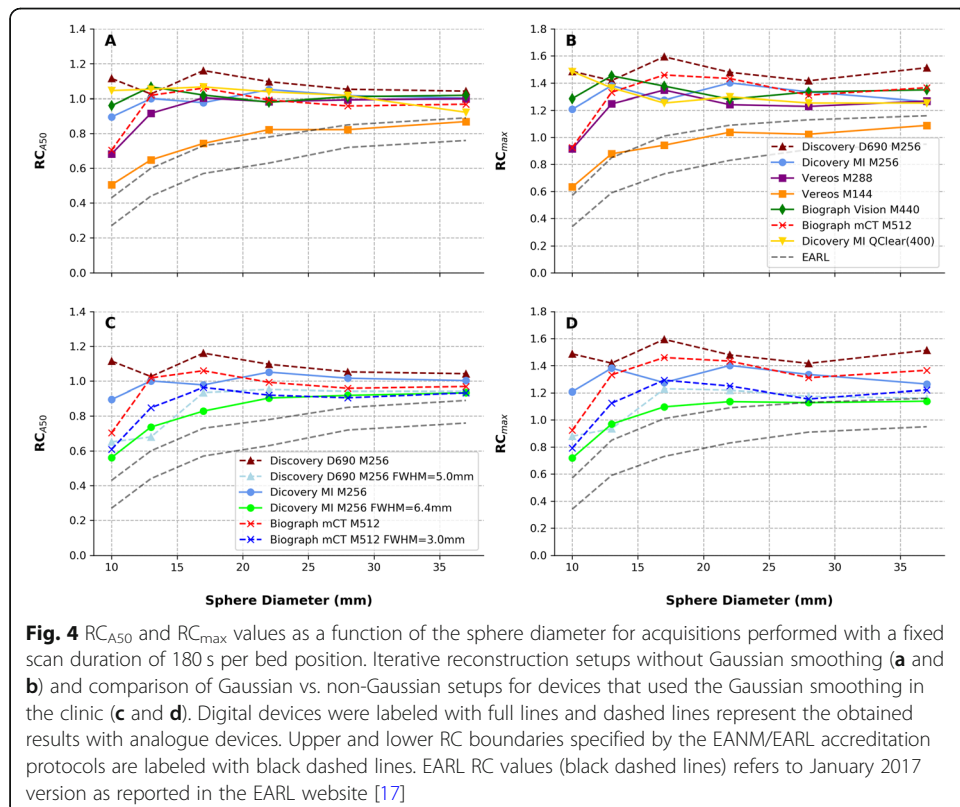 A
RC_A50
1.4
1.2
1.0
0.8
0.6
0.4
0.2
0.0
B
RC_max
1.8
1.6
1.4
1.2
1.0
0.8
0.6
0.4
0.2
0.0
Discovery D690 M256
Dicovery MI M256
Vereos M288
Vereos M144
Biograph Vision M440
Biograph mCT M512
Dicovery MI QClear(400)
EARL
C
RC_A50
1.4
1.2
1.0
0.8
0.6
0.4
0.2
0.0
Discovery D690 M256
Discovery D690 M256 FWHM=5.0mm
Dicovery MI M256
Dicovery MI M256 FWHM=6.4mm
Biograph mCT M512
Biograph mCT M512 FWHM=3.0mm
10 15 20 25 30 35
Sphere Diameter (mm)
D
RC_max
1.8
1.6
1.4
1.2
1.0
0.8
0.6
0.4
0.2
0.0
10 15 20 25 30 35
Sphere Diameter (mm)
Fig. 4 RC_A50 and RC_max values as a function of the sphere diameter for acquisitions performed with a fixed
scan duration of 180 s per bed position. Iterative reconstruction setups without Gaussian smoothing (a and
b) and comparison of Gaussian vs. non-Gaussian setups for devices that used the Gaussian smoothing in
the clinic (c and d). Digital devices were labeled with full lines and dashed lines represent the obtained
results with analogue devices. Upper and lower RC boundaries specified by the EANM/EARL accreditation
protocols are labeled with black dashed lines. EARL RC values (black dashed lines) refers to January 2017
version as reported in the EARL website [17]